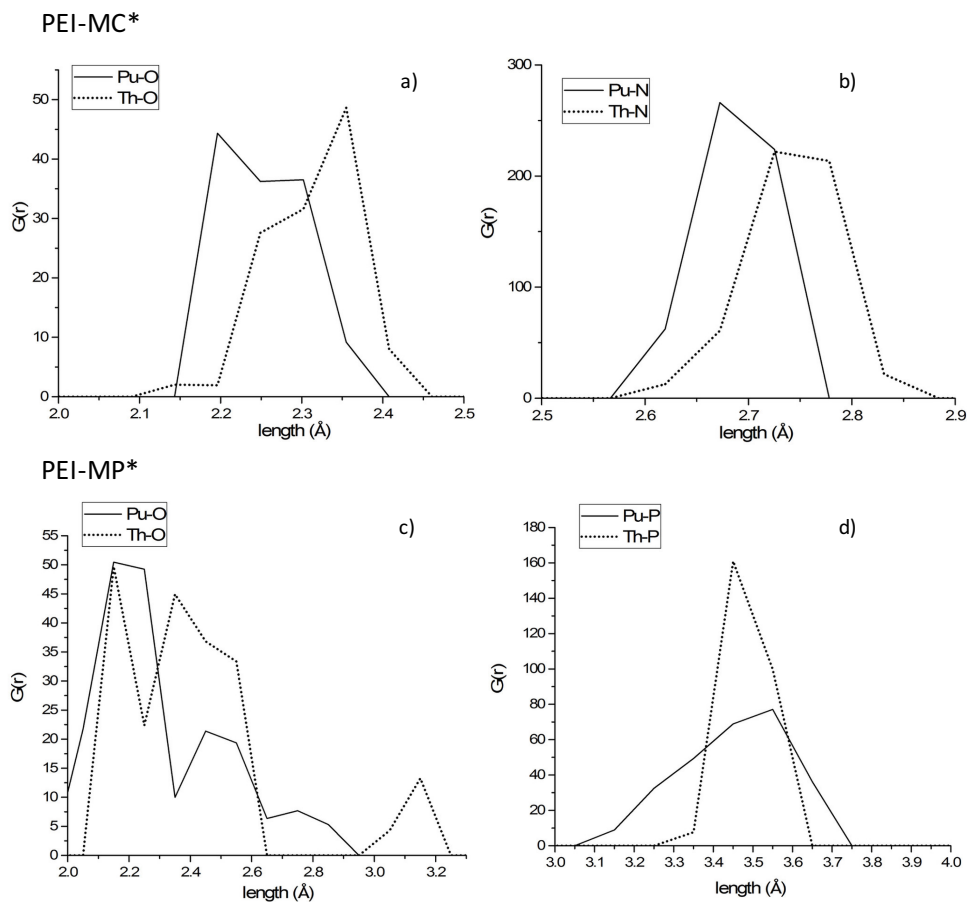 PEI-MC*
a)
Pu-O
Th-O
G(r)
50
40
30
20
10
0
2.0 2.1 2.2 2.3 2.4 2.5
length (Å)
b)
Pu-N
Th-N
G(r)
300
200
100
0
2.5 2.6 2.7 2.8 2.9
length (Å)
PEI-MP*
c)
Pu-O
Th-O
G(r)
55
50
45
40
35
30
25
20
15
10
5
0
2.0 2.2 2.4 2.6 2.8 3.0 3.2
length (Å)
d)
Pu-P
Th-P
G(r)
180
160
140
120
100
80
60
40
20
0
3.0 3.1 3.2 3.3 3.4 3.5 3.6 3.7 3.8 3.9 4.0
length (Å)